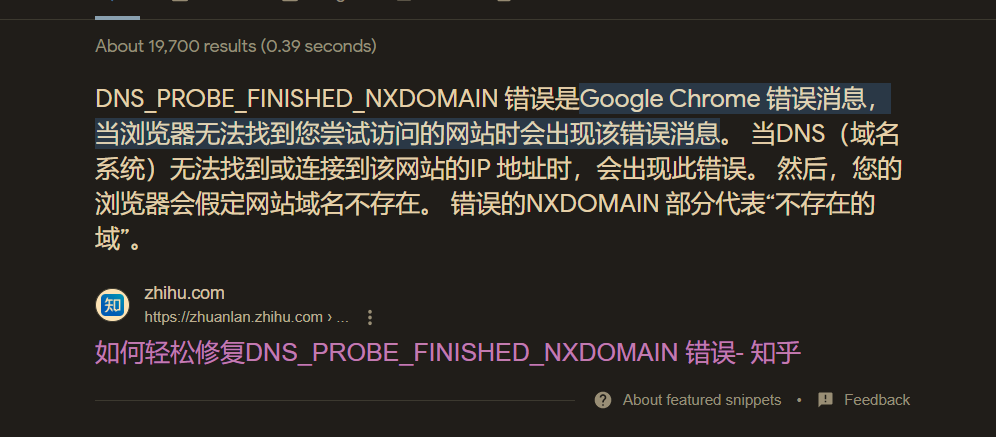 About 19,700 results (0.39 seconds)
DNS_PROBE_FINISHED_NXDOMAIN 错误是Google Chrome 错误消息，
当浏览器无法找到您尝试访问的网站时会出现该错误消息。 当DNS（域名
系统）无法找到或连接到该网站的IP 地址时，会出现此错误。 然后，您的
浏览器会假定网站域名不存在。 错误的NXDOMAIN 部分代表“不存在的
域”。
知
zhihu.com
https://zhuanlan.zhihu.com › ...
如何轻松修复DNS_PROBE_FINISHED_NXDOMAIN 错误- 知乎
About featured snippets • Feedback